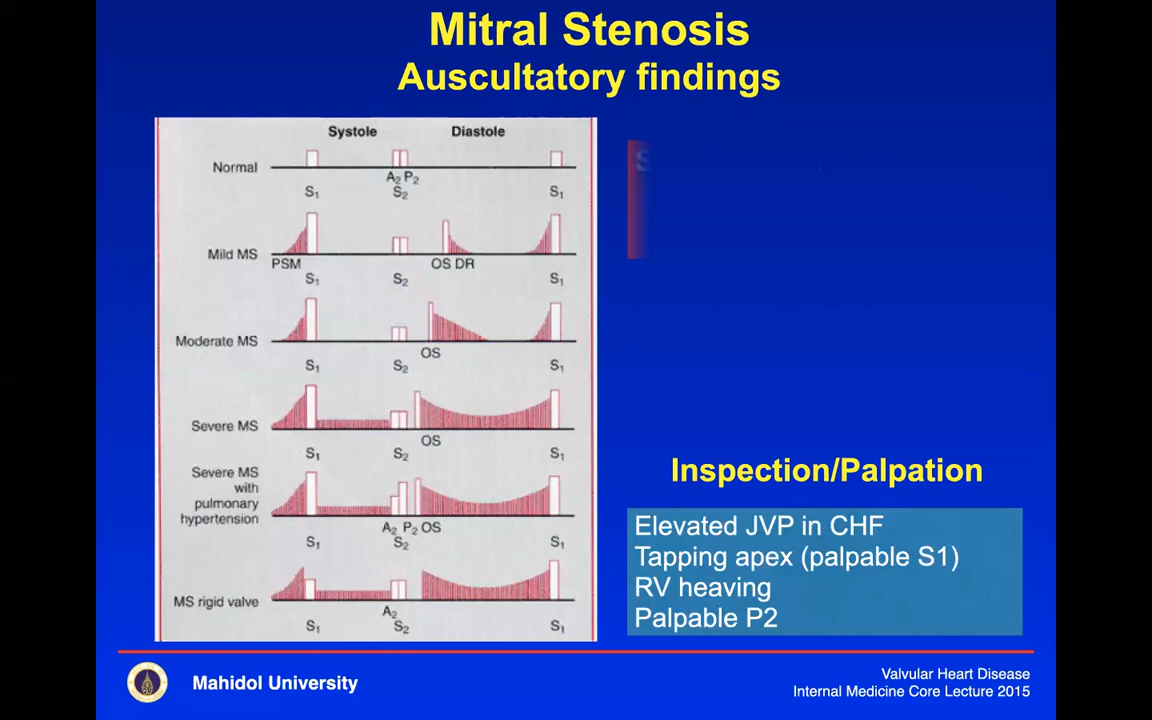 Mitral Stenosis
Auscultatory findings
Systole Diastole
Normal
A2 P2
S1 S2 S1
Mild MS
PSM OS DR
S1 S2 S1
Moderate MS
OS
S1 S2 S1
Severe MS
OS
S1 S2 S1
Severe MS
with
pulmonary
hypertension
A2 P2 OS
S1 S2 S1
MS rigid valve
A2
S1 S2 S1
Inspection/Palpation
Elevated JVP in CHF
Tapping apex (palpable S1)
RV heaving
Palpable P2
Mahidol University
Valvular Heart Disease
Internal Medicine Core Lecture 2015